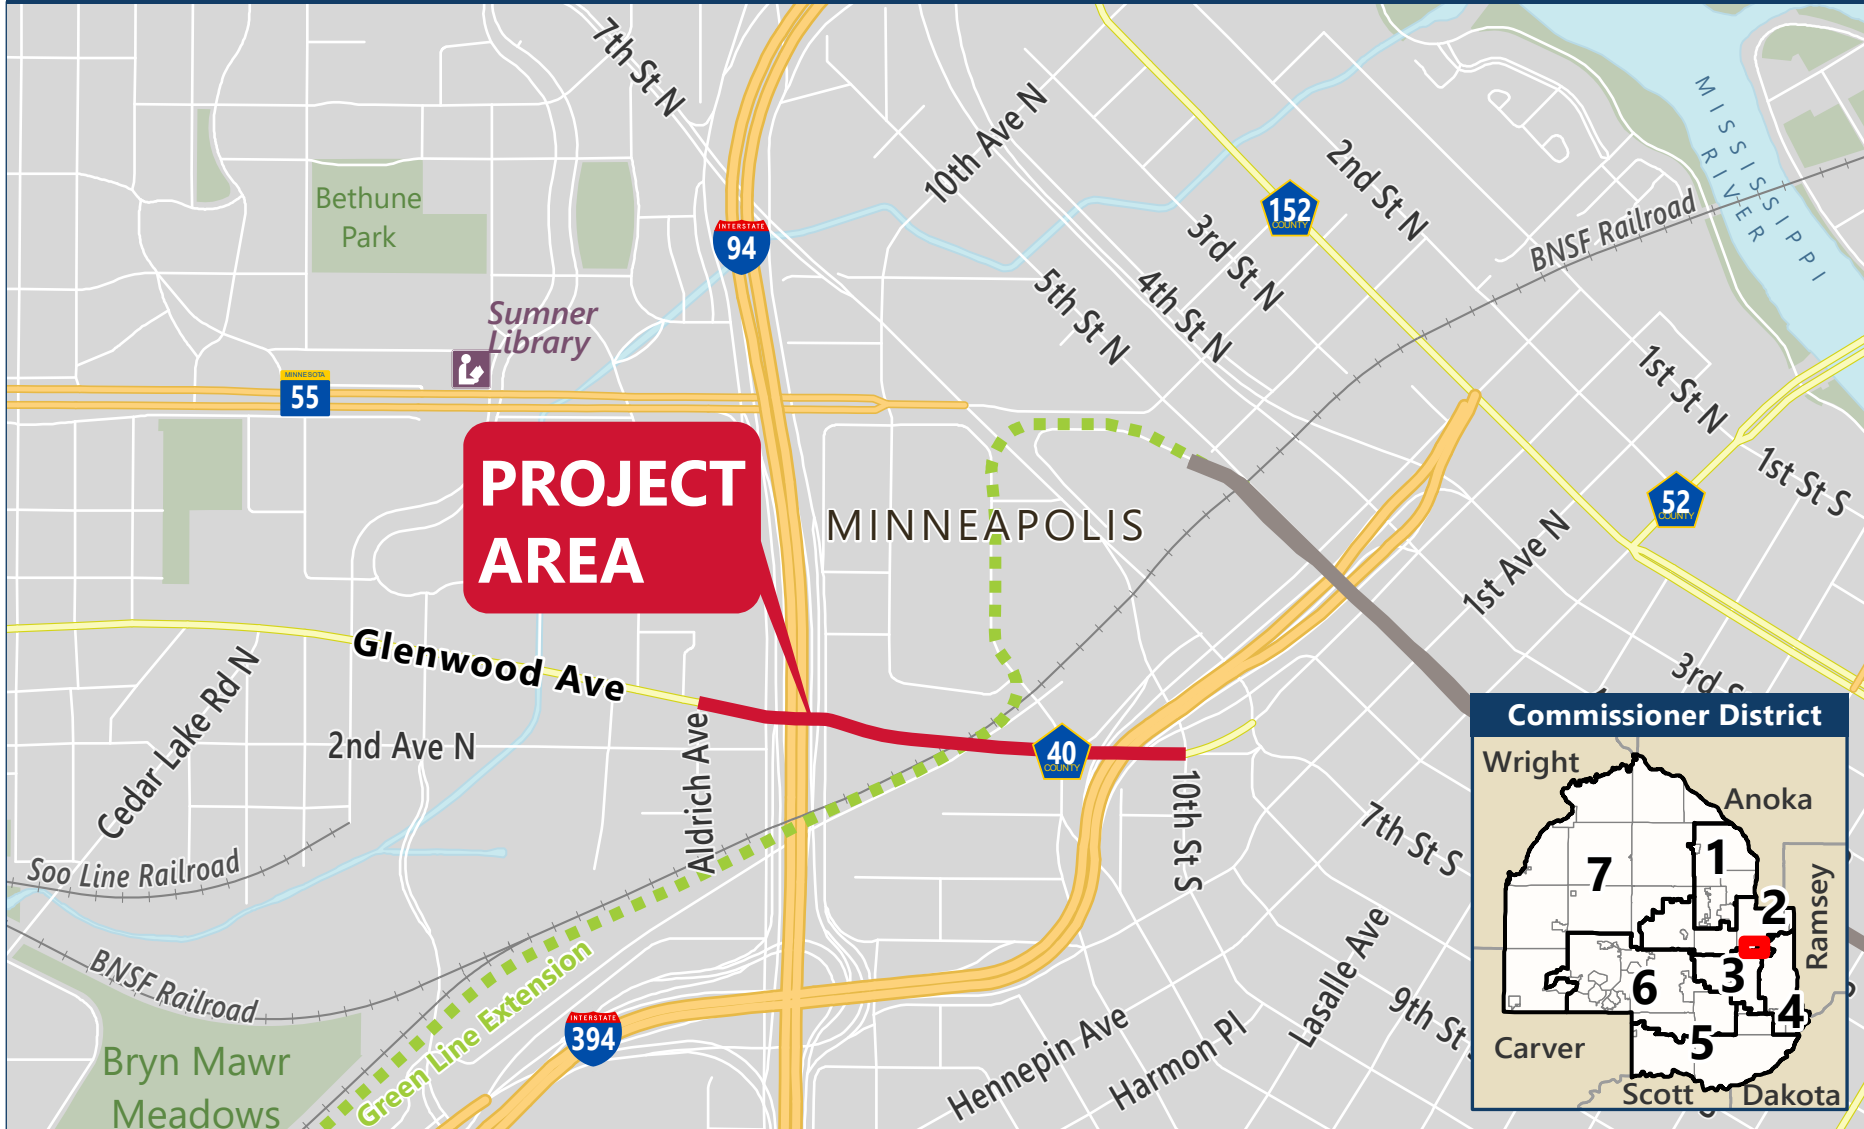 7th St N
10th Ave N
2nd St N
MISSISSIPPI
RIVER
Bethune
Park
INTERSTATE
94
152
COUNTY
3rd St N
BNSF Railroad
4th St N
5th St N
Sumner
Library
MINNESOTA
55
1st St N
1st St S
52
COUNTY
PROJECT
AREA
MINNEAPOLIS
1st Ave N
Glenwood Ave
3rd S
Cedar Lake Rd N
2nd Ave N
Aldrich Ave
40
COUNTY
10th St S
7th St S
Soo Line Railroad
BNSF Railroad
Green Line Extension
Lasalle Ave
9th St S
INTERSTATE
394
Hennepin Ave
Harmon Pl
Bryn Mawr
Meadows
Commissioner District
Wright
Anoka
7
1
2
Ramsey
3
6
4
5
Carver
Scott
Dakota